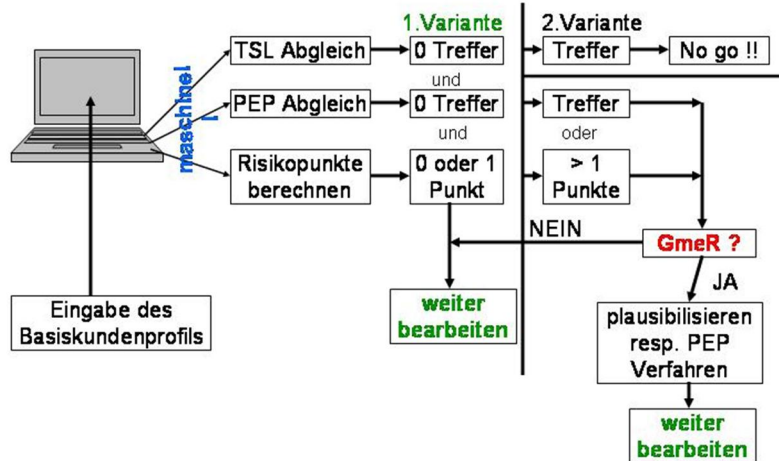 1.Variante
2.Variante
TSL Abgleich
0 Treffer
Treffer
No go !!
und
maschinel
l
PEP Abgleich
0 Treffer
Treffer
und
oder
Risikopunkte
berechnen
0 oder 1
Punkt
> 1
Punkte
NEIN
GmeR ?
JA
Eingabe des
Basiskundenprofils
weiter
bearbeiten
plausibilisieren
resp. PEP
Verfahren
weiter
bearbeiten